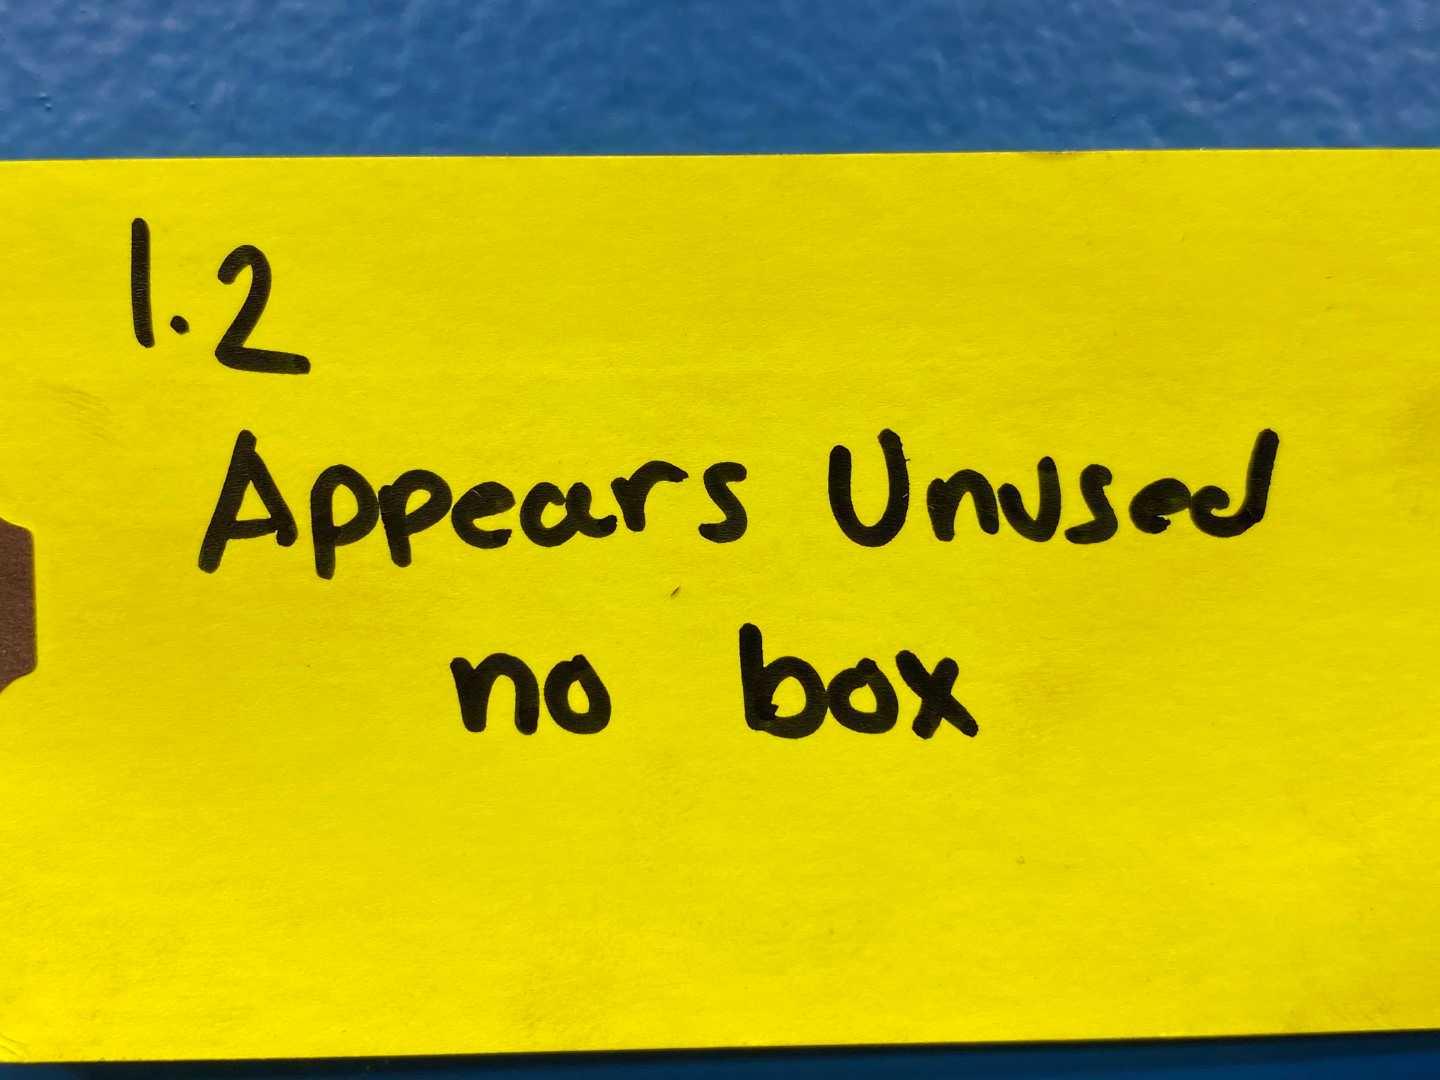 1.2
Appears Unused
no box